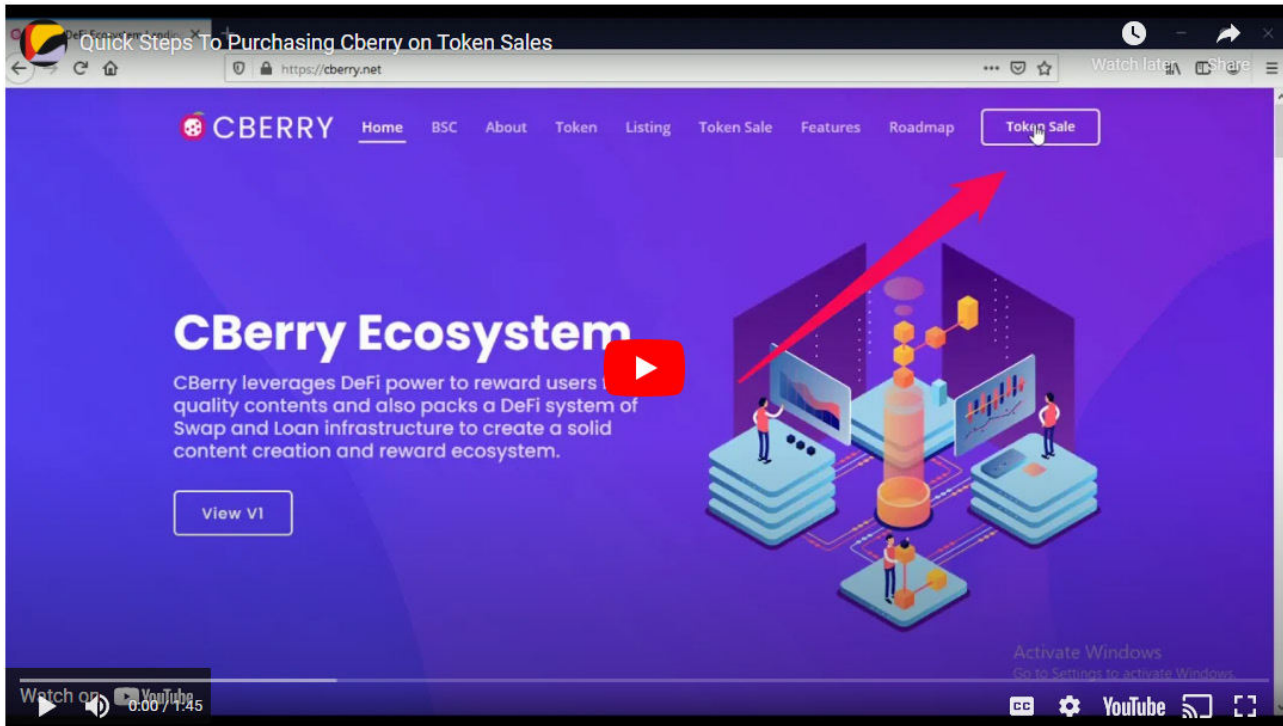 Quick Steps To Purchasing Cberry on Token Sales
https://cberry.net
Watch later
Share
CBERRY
Home
BSC
About
Token
Listing
Token Sale
Features
Roadmap
Token Sale
CBerry Ecosystem
CBerry leverages DeFi power to reward users
quality contents and also packs a DeFi system of
Swap and Loan infrastructure to create a solid
content creation and reward ecosystem.
View V1
Activate Windows
Go to Settings to activate Windows.
Watch on YouTube
0:00 / 1:45
CC
YouTube